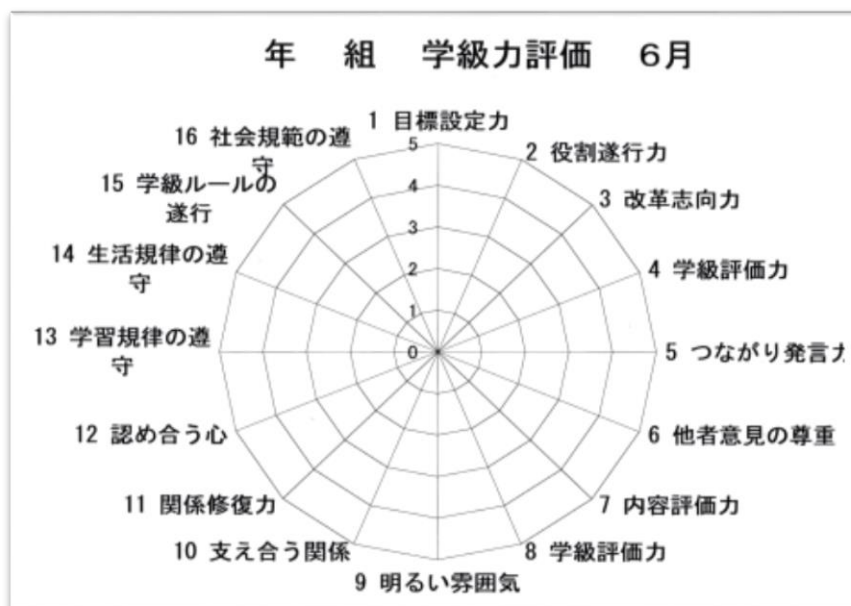 年 組 学級力評価 6月
1 目標設定力
2 役割遂行力
3 改革志向力
4 学級評価力
5 つながり発言力
6 他者意見の尊重
7 内容評価力
8 学級評価力
9 明るい雰囲気
10 支え合う関係
11 関係修復力
12 認め合う心
13 学習規律の遵
守
14 生活規律の遵
守
15 学級ルールの
遂行
16 社会規範の遵
守
5
4
3
2
1
0